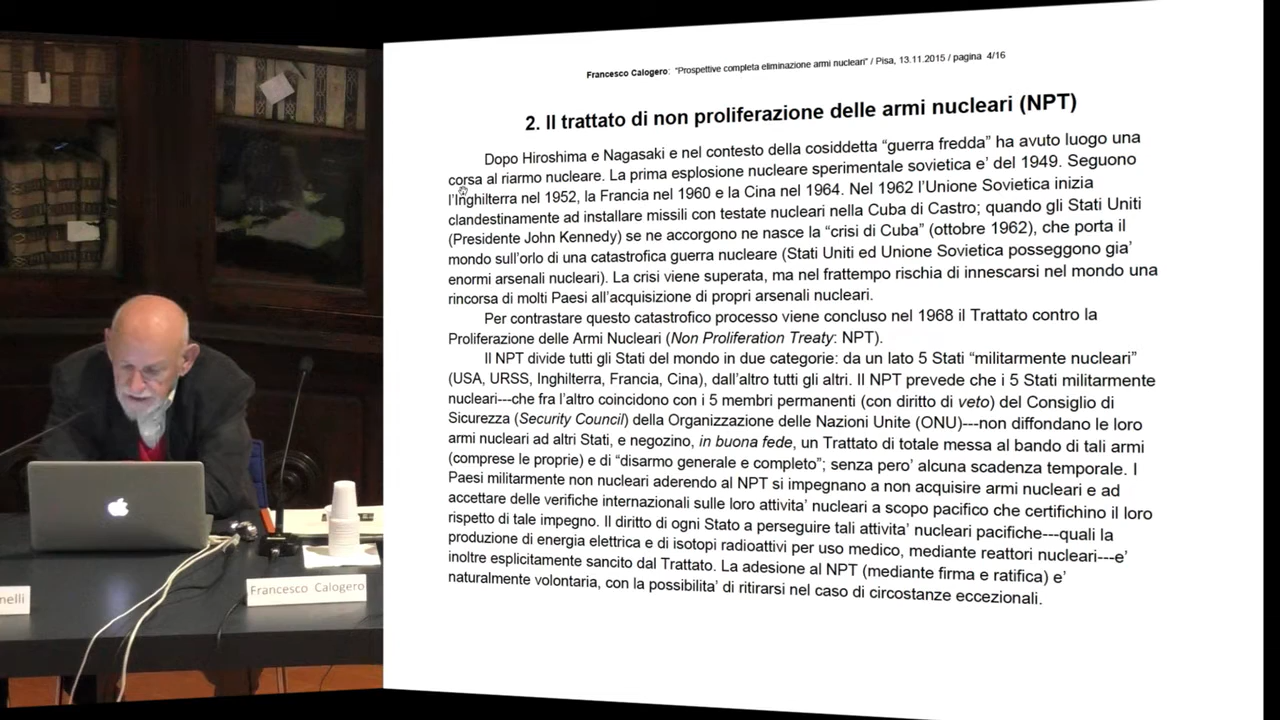 Francesco Calogero: "Prospettive completa eliminazione armi nucleari" / Pisa, 13.11.2015 / pagina 4/16
2. Il trattato di non proliferazione delle armi nucleari (NPT)
Dopo Hiroshima e Nagasaki e nel contesto della cosiddetta "guerra fredda" ha avuto luogo una
corsa al riarmo nucleare. La prima esplosione nucleare sperimentale sovietica e' del 1949. Seguono
l'Inghilterra nel 1952, la Francia nel 1960 e la Cina nel 1964. Nel 1962 l'Unione Sovietica inizia
clandestinamente ad installare missili con testate nucleari nella Cuba di Castro; quando gli Stati Uniti
(Presidente John Kennedy) se ne accorgono ne nasce la "crisi di Cuba" (ottobre 1962), che porta il
mondo sull'orlo di una catastrofica guerra nucleare (Stati Uniti ed Unione Sovietica posseggono gia'
enormi arsenali nucleari). La crisi viene superata, ma nel frattempo rischia di innescarsi nel mondo una
rincorsa di molti Paesi all'acquisizione di propri arsenali nucleari.
Per contrastare questo catastrofico processo viene concluso nel 1968 il Trattato contro la
Proliferazione delle Armi Nucleari (Non Proliferation Treaty: NPT).
Il NPT divide tutti gli Stati del mondo in due categorie: da un lato 5 Stati "militarmente nucleari"
(USA, URSS, Inghilterra, Francia, Cina), dall'altro tutti gli altri. Il NPT prevede che i 5 Stati militarmente
nucleari---che fra l'altro coincidono con i 5 membri permanenti (con diritto di veto) del Consiglio di
Sicurezza (Security Council) della Organizzazione delle Nazioni Unite (ONU)---non diffondano le loro
armi nucleari ad altri Stati, e negozino, in buona fede, un Trattato di totale messa al bando di tali armi
(comprese le proprie) e di "disarmo generale e completo"; senza pero' alcuna scadenza temporale. I
Paesi militarmente non nucleari aderendo al NPT si impegnano a non acquisire armi nucleari e ad
accettare delle verifiche internazionali sulle loro attivita' nucleari a scopo pacifico che certifichino il loro
rispetto di tale impegno. Il diritto di ogni Stato a perseguire tali attivita' nucleari pacifiche---quali la
produzione di energia elettrica e di isotopi radioattivi per uso medico, mediante reattori nucleari---e'
inoltre esplicitamente sancito dal Trattato. La adesione al NPT (mediante firma e ratifica) e'
naturalmente volontaria, con la possibilita' di ritirarsi nel caso di circostanze eccezionali.
nelli
Francesco Calogero